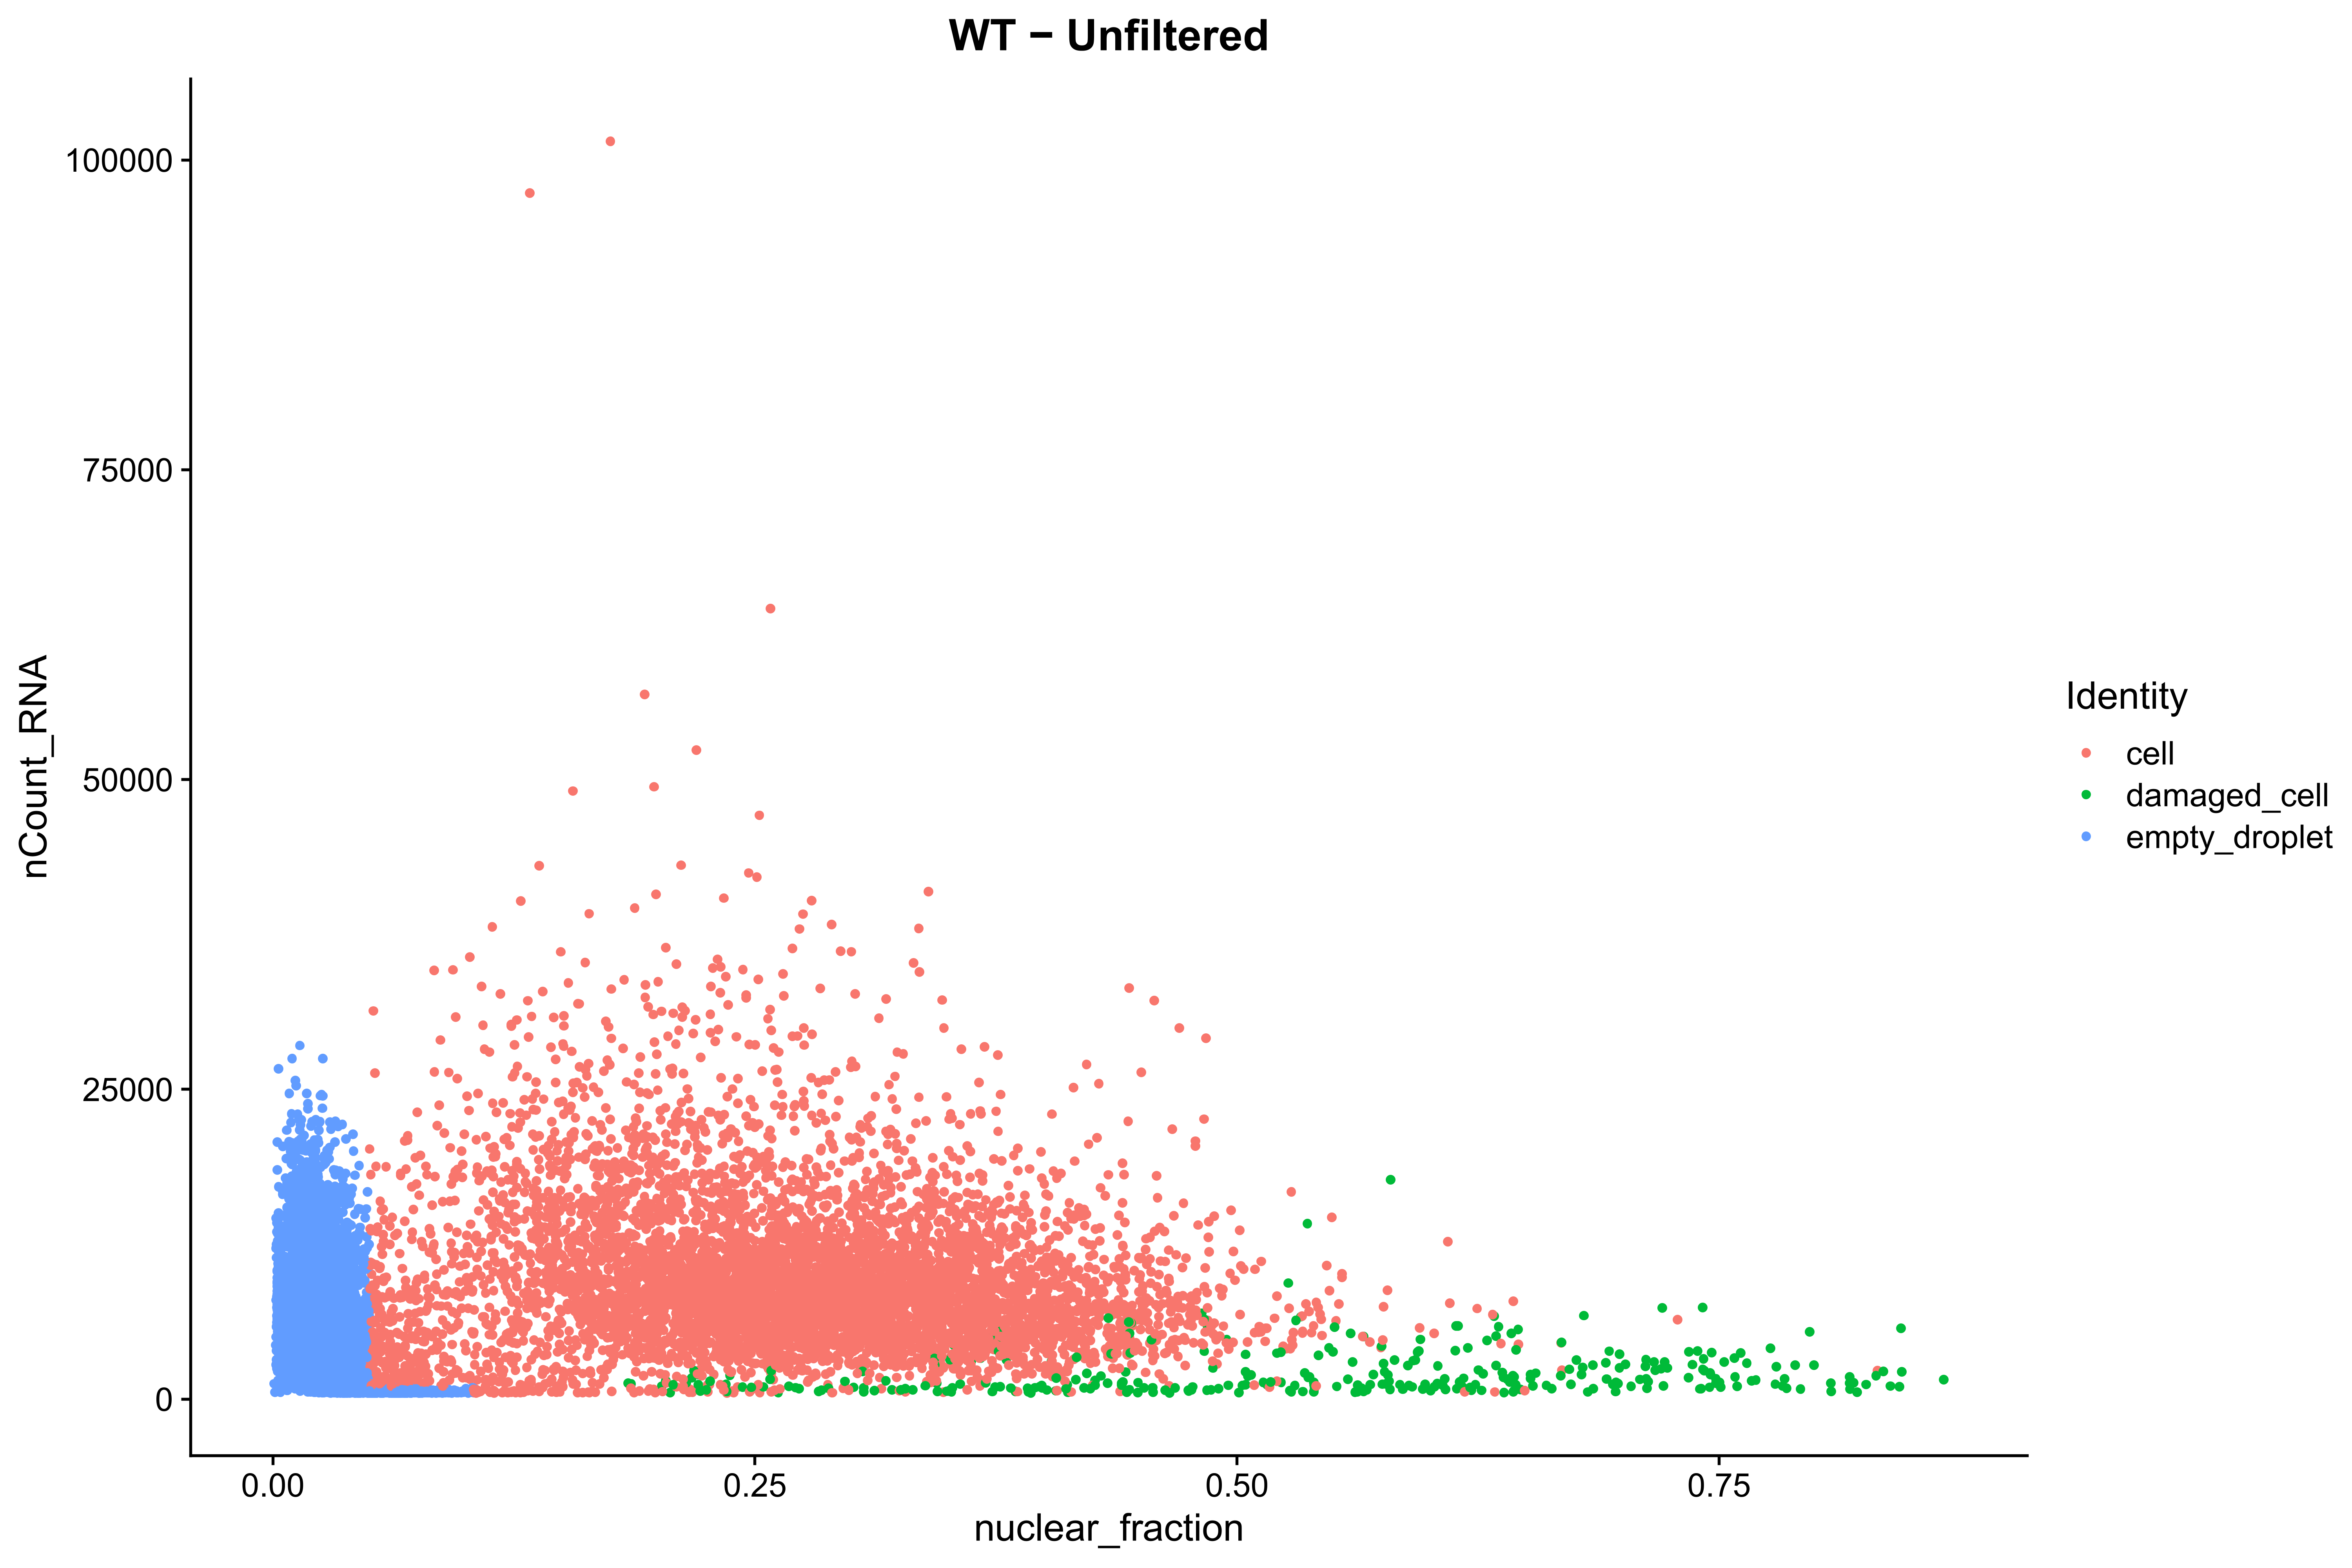 WT − Unfiltered
nCount_RNA
100000
75000
50000
25000
0
0.00 0.25 0.50 0.75
nuclear_fraction
Identity
cell
damaged_cell
empty_droplet